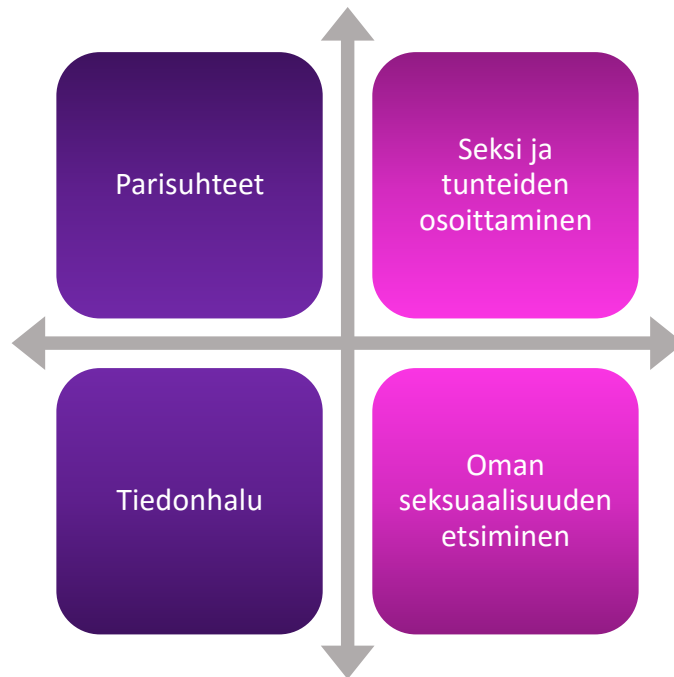 Parisuhteet
Seksi ja
tunteiden
osoittaminen
Tiedonhalu
Oman
seksuaalisuuden
etsiminen